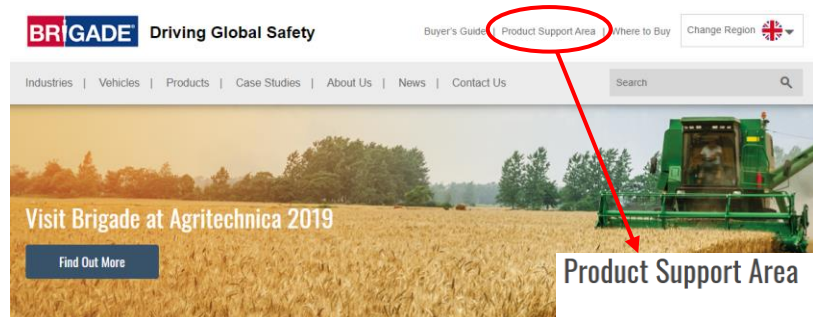 BRIGADE Driving Global Safety
Buyer's Guide | Product Support Area | Where to Buy
Change Region
Industries | Vehicles | Products | Case Studies | About Us | News | Contact Us
Search
Visit Brigade at Agritechnica 2019
Find Out More
Product Support Area